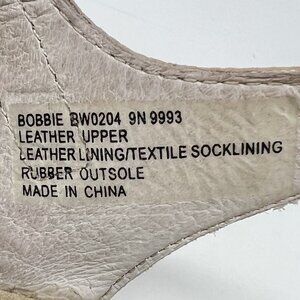 BOBBIE BW0204 9N 9993
LEATHER UPPER
LEATHER LINING/TEXTILE SOCKLINING
RUBBER OUTSOLE
MADE IN CHINA